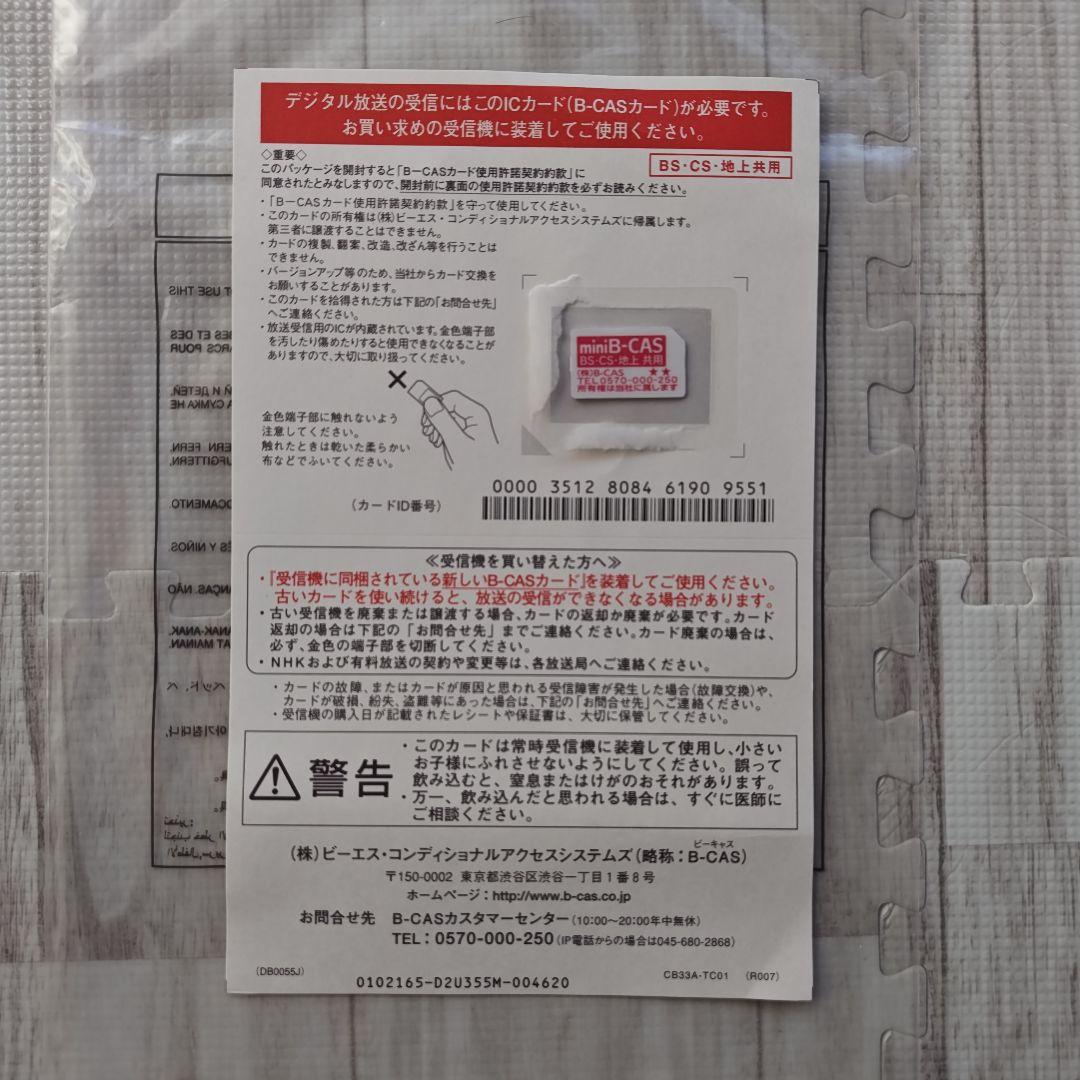 デジタル放送の受信にはこのICカード(B-CASカード)が必要です。
お買い求めの受信機に装着してご使用ください。
◇重要◇
BS・CS・地上共用
このパッケージを開封すると「B-CASカード使用許諾契約約款」に
同意されたとみなしますので、開封前に裏面の使用許諾契約約款を必ずお読みください。
・「B-CASカード使用許諾契約約款」を守って使用してください。
・このカードの所有権は(株)ビーエス・コンディショナルアクセスシステムズに帰属します。
第三者に譲渡することはできません。
・カードの複製、翻案、改造、改ざん等を行うことは
できません。
・バージョンアップ等のため、当社からカード交換を
お願いすることがあります。
・このカードを拾得された方は下記の「お問合せ先」
へご連絡ください。
・放送受信用のICが内蔵されています。金色端子部
を汚したり傷めたりすると使用できなくなることが
ありますので、大切に取り扱ってください。
miniB-CAS
BS・CS・地上 共用
(株)B-CAS ★★
TEL0570-000-250
所有権は当社に属します
金色端子部に触れないよう
注意してください。
触れたときは乾いた柔らかい
布などでふいてください。
(カードID番号)
0000 3512 8084 6190 9551
≪受信機を買い替えた方へ≫
・『受信機に同梱されている新しいB-CASカード』を装着してご使用ください。
古いカードを使い続けると、放送の受信ができなくなる場合があります。
・古い受信機を廃棄または譲渡する場合、カードの返却か廃棄が必要です。カード
返却の場合は下記の「お問合せ先」までご連絡ください。カード廃棄の場合は、
必ず、金色の端子部を切断してください。
・NHKおよび有料放送の契約や変更等は、各放送局へご連絡ください。
・カードの故障、またはカードが原因と思われる受信障害が発生した場合(故障交換)や、
カードが破損、紛失、盗難等にあった場合は、下記の「お問合せ先」へご連絡ください。
・受信機の購入日が記載されたレシートや保証書は、大切に保管してください。
警告
・このカードは常時受信機に装着して使用し、小さい
お子様にふれさせないようにしてください。誤って
飲み込むと、窒息またはけがのおそれがあります。
・万一、飲み込んだと思われる場合は、すぐに医師に
ご相談ください。
(株)ビーエス・コンディショナルアクセスシステムズ(略称:B-CAS)
ビーキャス
〒150-0002 東京都渋谷区渋谷一丁目1番8号
ホームページ:http://www.b-cas.co.jp
お問合せ先 B-CASカスタマーセンター(10:00~20:00年中無休)
TEL:0570-000-250(IP電話からの場合は045-680-2868)
(DB0055J)
0102165-D2U355M-004620
CB33A-TC01 (R007)